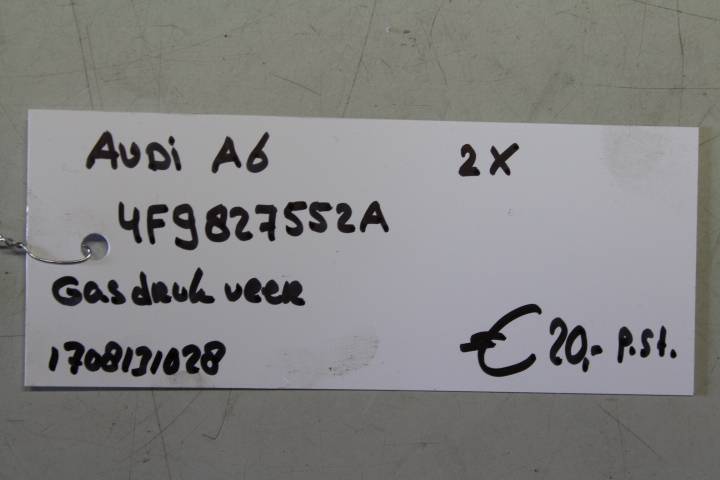 AUDi A6 2X
4F9827552A
Gasdruk veer
1708131028
€ 20,- p.st.